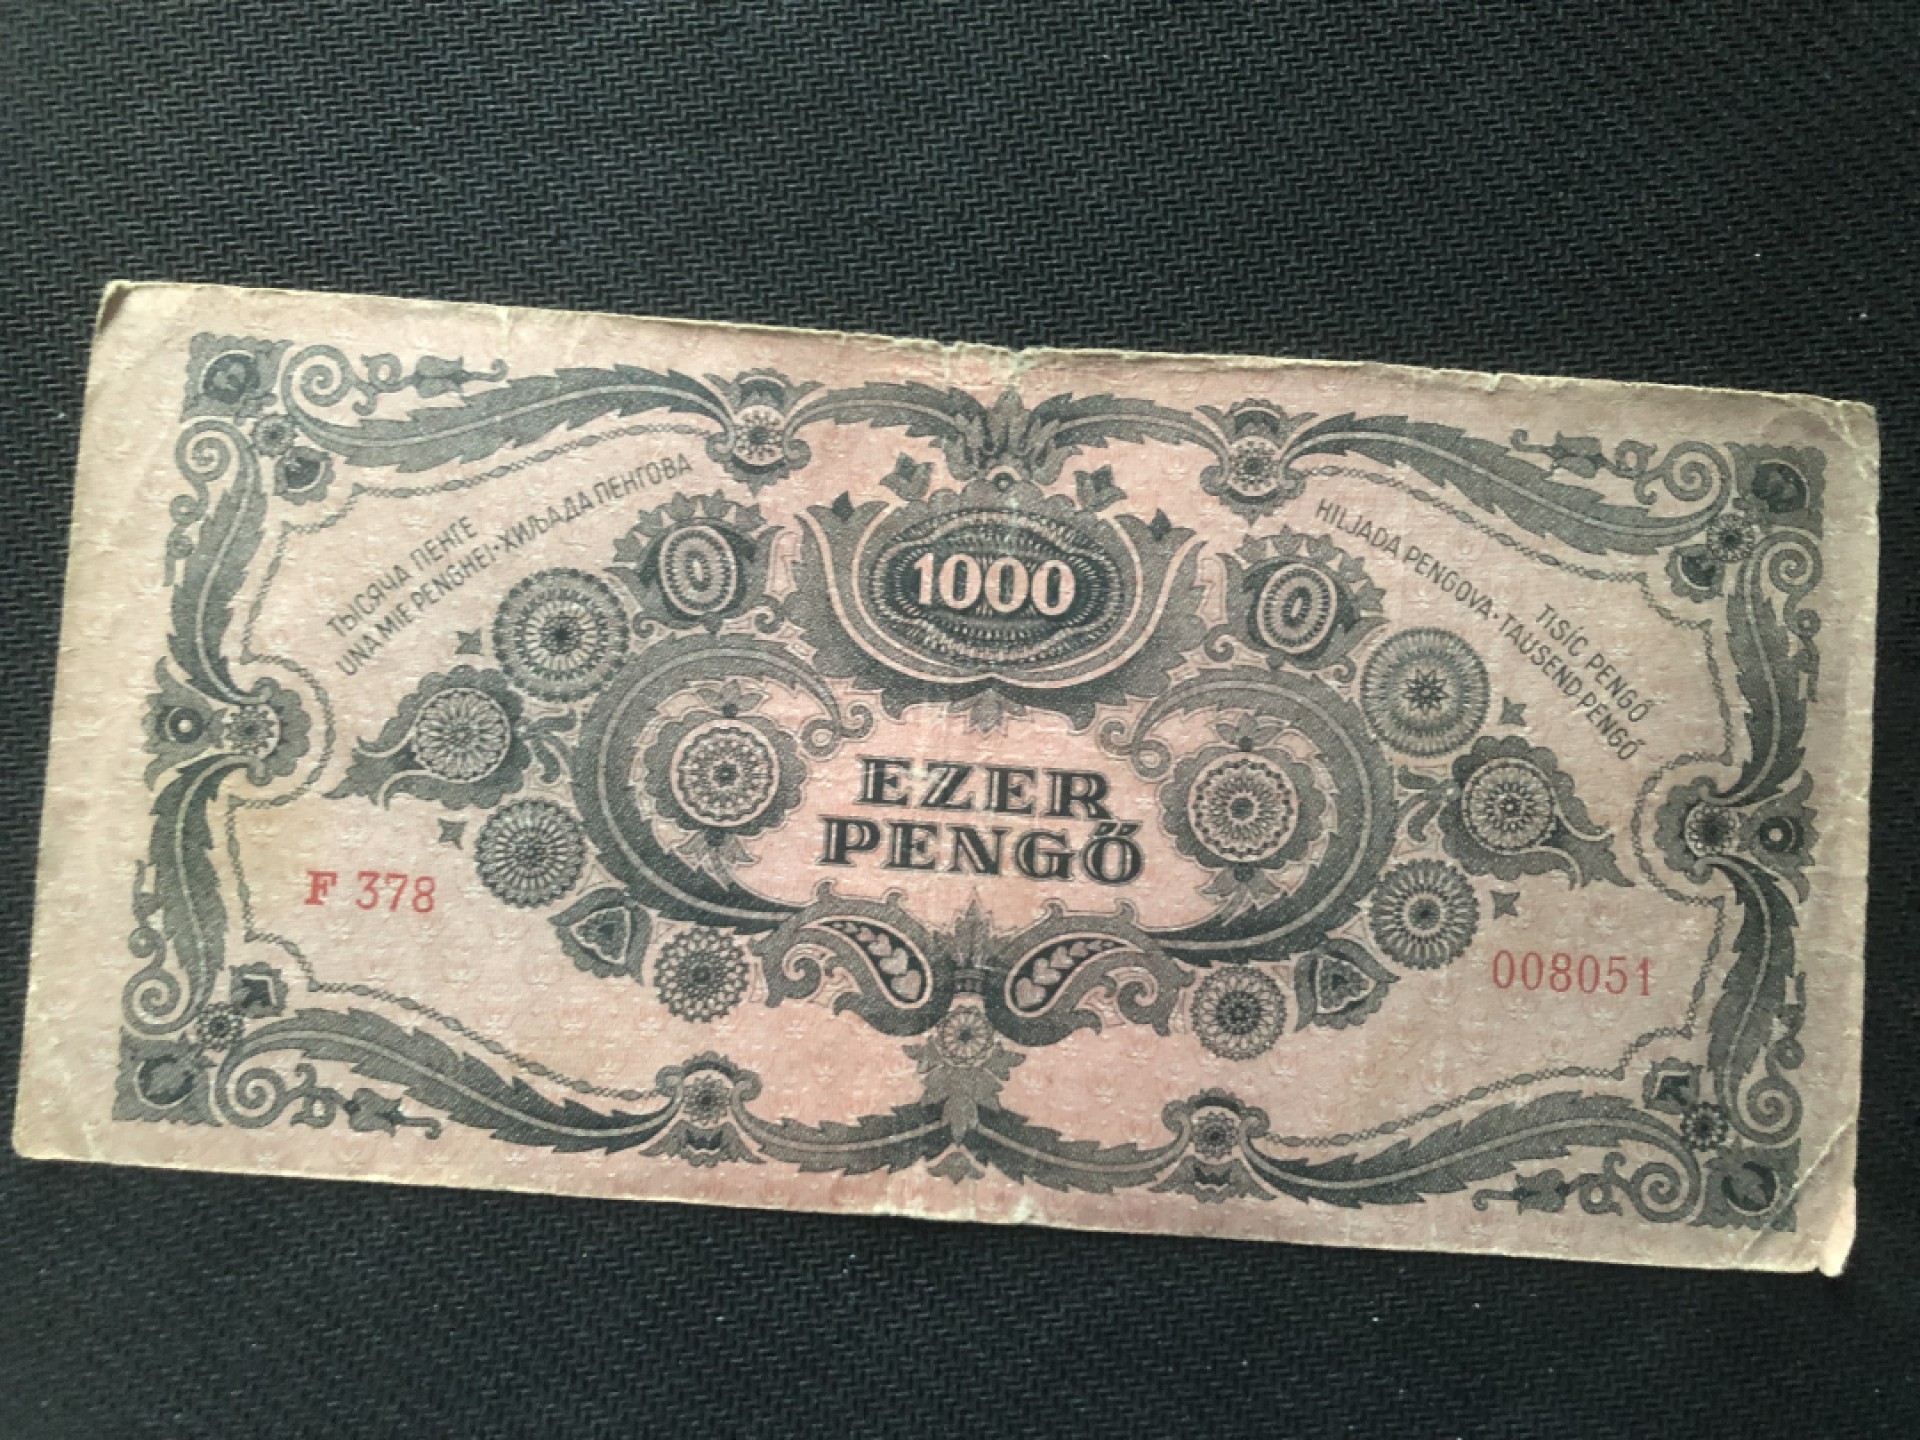 ТЫСЯЧА ПЕНГЕ
UNA MIE PENGHEI·ХИЉАДА ПЕНГОВА
HILJADA PENGOVA·TAUSEND PENGŐ
TISÍC PENGŐ
1000
EZER
PENGŐ
F 378
008051